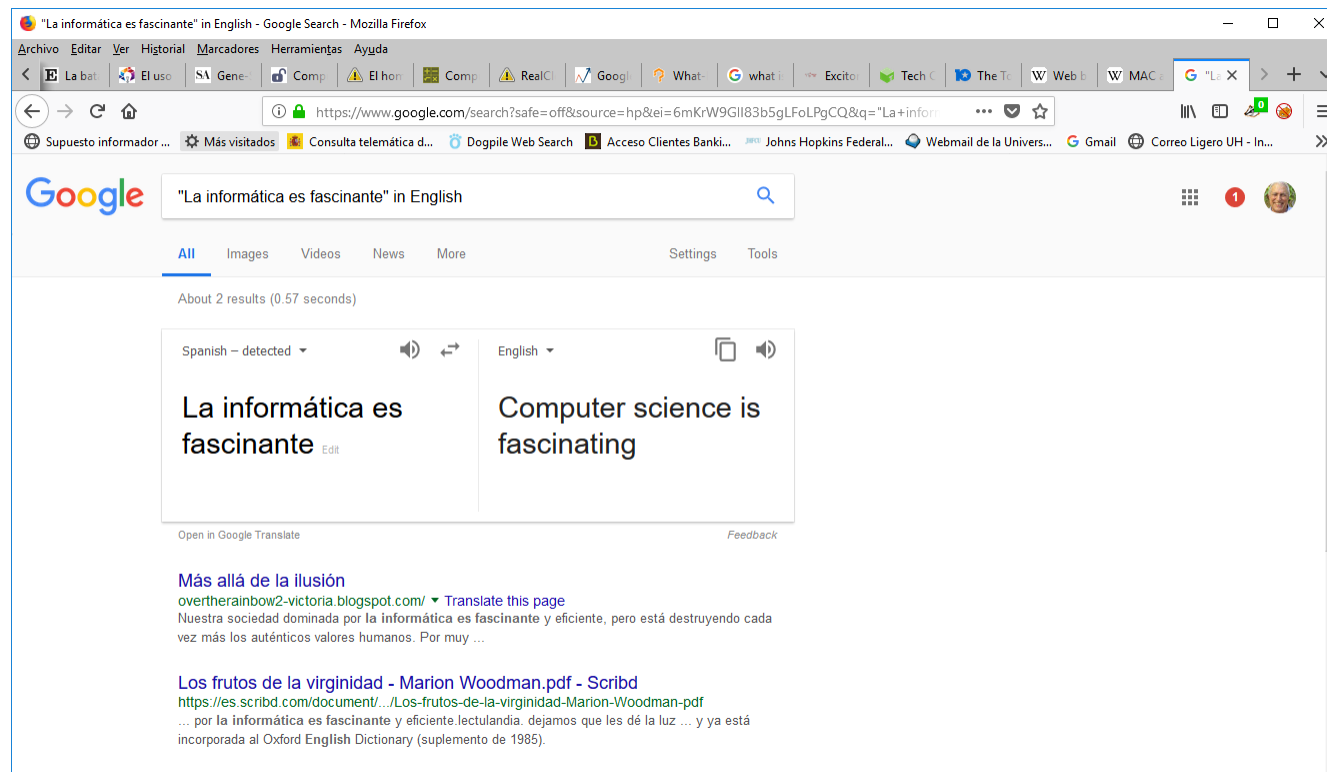 "La informática es fascinante" in English - Google Search - Mozilla Firefox
Archivo Editar Ver Historial Marcadores Herramientas Ayuda
La bat El uso SA Gene- Comp El hom Comp RealCl Googl What- G what is Excitor Tech C The To W Web b W MAC a G "La
https://www.google.com/search?safe=off&source=hp&ei=6mKrW9GlI83b5gLFoLPgCQ&q="La+inform ... 0
Supuesto informador ... Más visitados Consulta telemática d... Dogpile Web Search Acceso Clientes Banki... Johns Hopkins Federal... Webmail de la Univers... G Gmail Correo Ligero UH - In...
Google "La informática es fascinante" in English 1
All Images Videos News More Settings Tools
About 2 results (0.57 seconds)
Spanish – detected English
La informática es
fascinante Edit
Computer science is
fascinating
Open in Google Translate Feedback
Más allá de la ilusión
overtherainbow2-victoria.blogspot.com/ Translate this page
Nuestra sociedad dominada por la informática es fascinante y eficiente, pero está destruyendo cada
vez más los auténticos valores humanos. Por muy ...
Los frutos de la virginidad - Marion Woodman.pdf - Scribd
https://es.scribd.com/document/.../Los-frutos-de-la-virginidad-Marion-Woodman-pdf
... por la informática es fascinante y eficiente.lectulandia. dejamos que les dé la luz ... y ya está
incorporada al Oxford English Dictionary (suplemento de 1985).